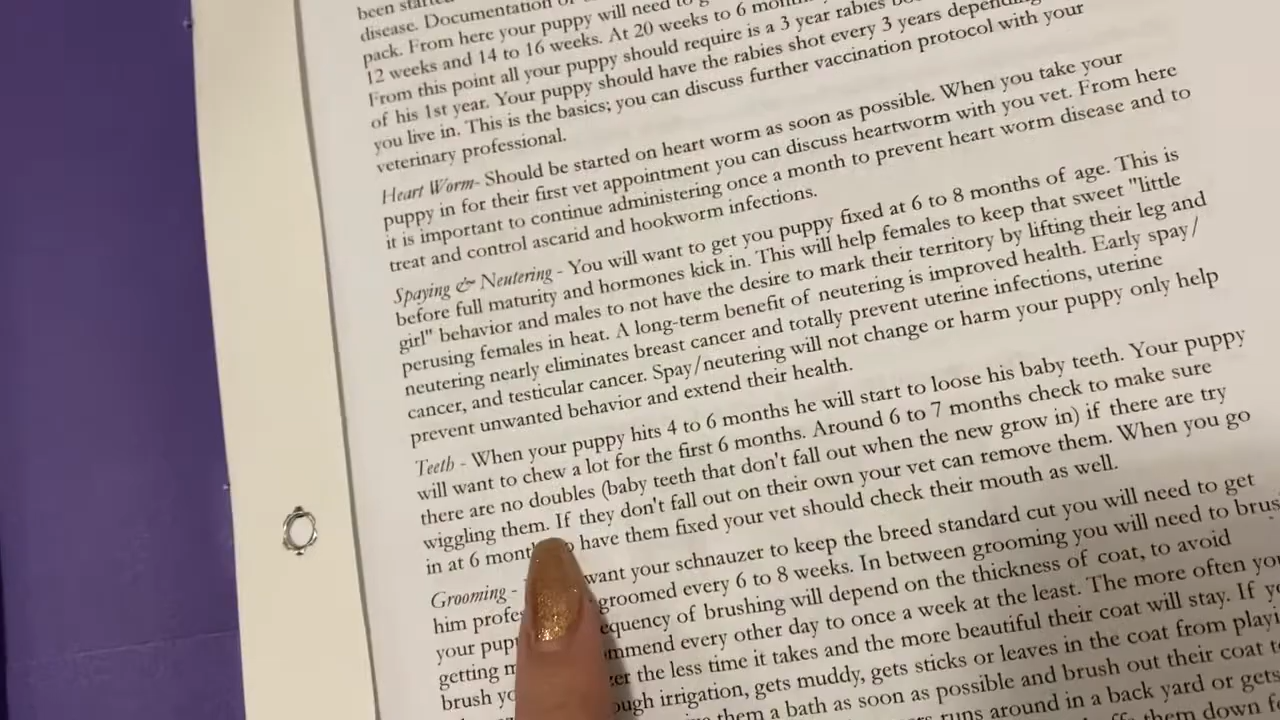 been started
disease. Documentation of
pack. From here your puppy will need to
12 weeks and 14 to 16 weeks. At 20 weeks to 6
From this point all your puppy should require is a 3 year rabies
of his 1st year. Your puppy should have the rabies shot every 3 years depending
you live in. This is the basics; you can discuss further vaccination protocol with your
veterinary professional.
Heart Worm- Should be started on heart worm as soon as possible. When you take your
puppy in for their first vet appointment you can discuss heartworm with you vet. From here
it is important to continue administering once a month to prevent heart worm disease and to
treat and control ascarid and hookworm infections.
Spaying & Neutering - You will want to get you puppy fixed at 6 to 8 months of age. This is
before full maturity and hormones kick in. This will help females to keep that sweet "little
girl" behavior and males to not have the desire to mark their territory by lifting their leg and
perusing females in heat. A long-term benefit of neutering is improved health. Early spay/
neutering nearly eliminates breast cancer and totally prevent uterine infections, uterine
cancer, and testicular cancer. Spay/neutering will not change or harm your puppy only help
prevent unwanted behavior and extend their health.
Teeth - When your puppy hits 4 to 6 months he will start to loose his baby teeth. Your puppy
will want to chew a lot for the first 6 months. Around 6 to 7 months check to make sure
there are no doubles (baby teeth that don't fall out when the new grow in) if there are try
wiggling them. If they don't fall out on their own your vet can remove them. When you go
in at 6 have them fixed your vet should check their mouth as well.
Grooming - want your schnauzer to keep the breed standard cut you will need to get
him groomed every 6 to 8 weeks. In between grooming you will need to
your of brushing will depend on the thickness of coat, to avoid
getting every other day to once a week at the least. The more often
brush the less time it takes and the more beautiful their coat will stay. If
irrigation, gets muddy, gets sticks or leaves in the coat from
them a bath as soon as possible and brush out their coat
runs around in a back yard or gets
them down